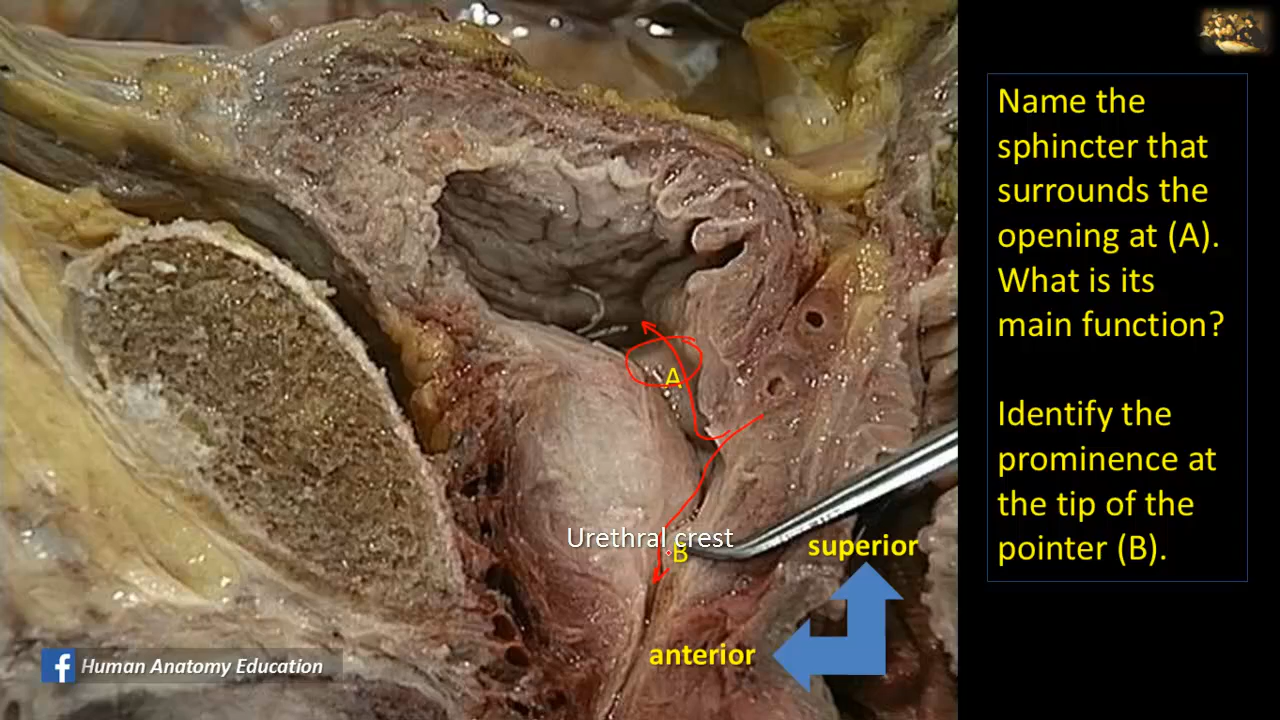 Name the
sphincter that
surrounds the
opening at (A).
What is its
main function?
Identify the
prominence at
the tip of the
pointer (B).
A
Urethral crest
B
superior
anterior
f Human Anatomy Education